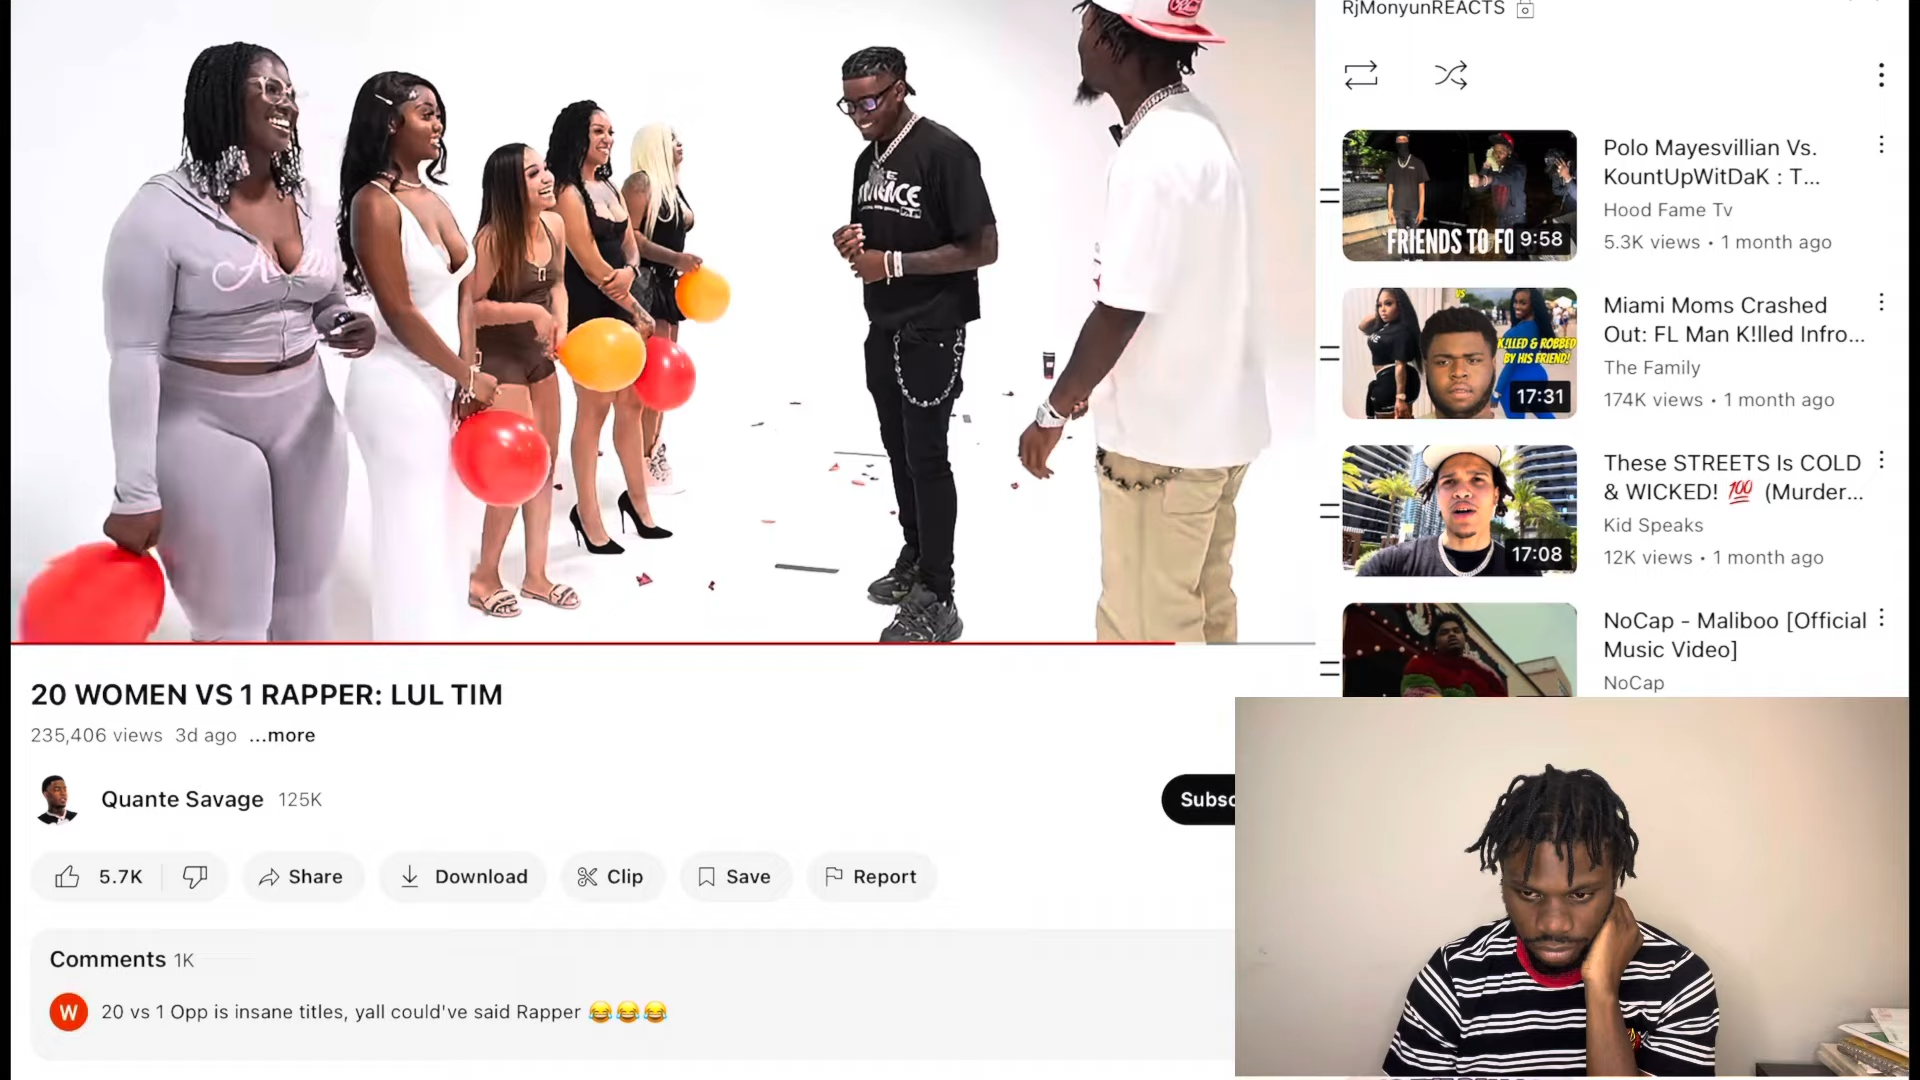 RjMonyunREACTS
Polo Mayesvillian Vs.
KountUpWitDaK : T...
Hood Fame Tv
5.3K views • 1 month ago
FRIENDS TO FO
9:58
Miami Moms Crashed
Out: FL Man K!lled Infro...
The Family
174K views • 1 month ago
VS
K!LLED & ROBBED
BY HIS FRIEND!
17:31
These STREETS Is COLD
& WICKED! 💯 (Murder...
Kid Speaks
12K views • 1 month ago
17:08
NoCap - Maliboo [Official
Music Video]
NoCap
20 WOMEN VS 1 RAPPER: LUL TIM
235,406 views 3d ago ...more
Quante Savage 125K
Subsc
5.7K Share Download Clip Save Report
Comments 1K
W
20 vs 1 Opp is insane titles, yall could've said Rapper 😂😂😂